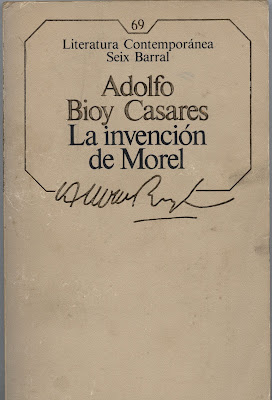 69
Literatura Contemporánea
Seix Barral
Adolfo
Bioy Casares
La invención
de Morel